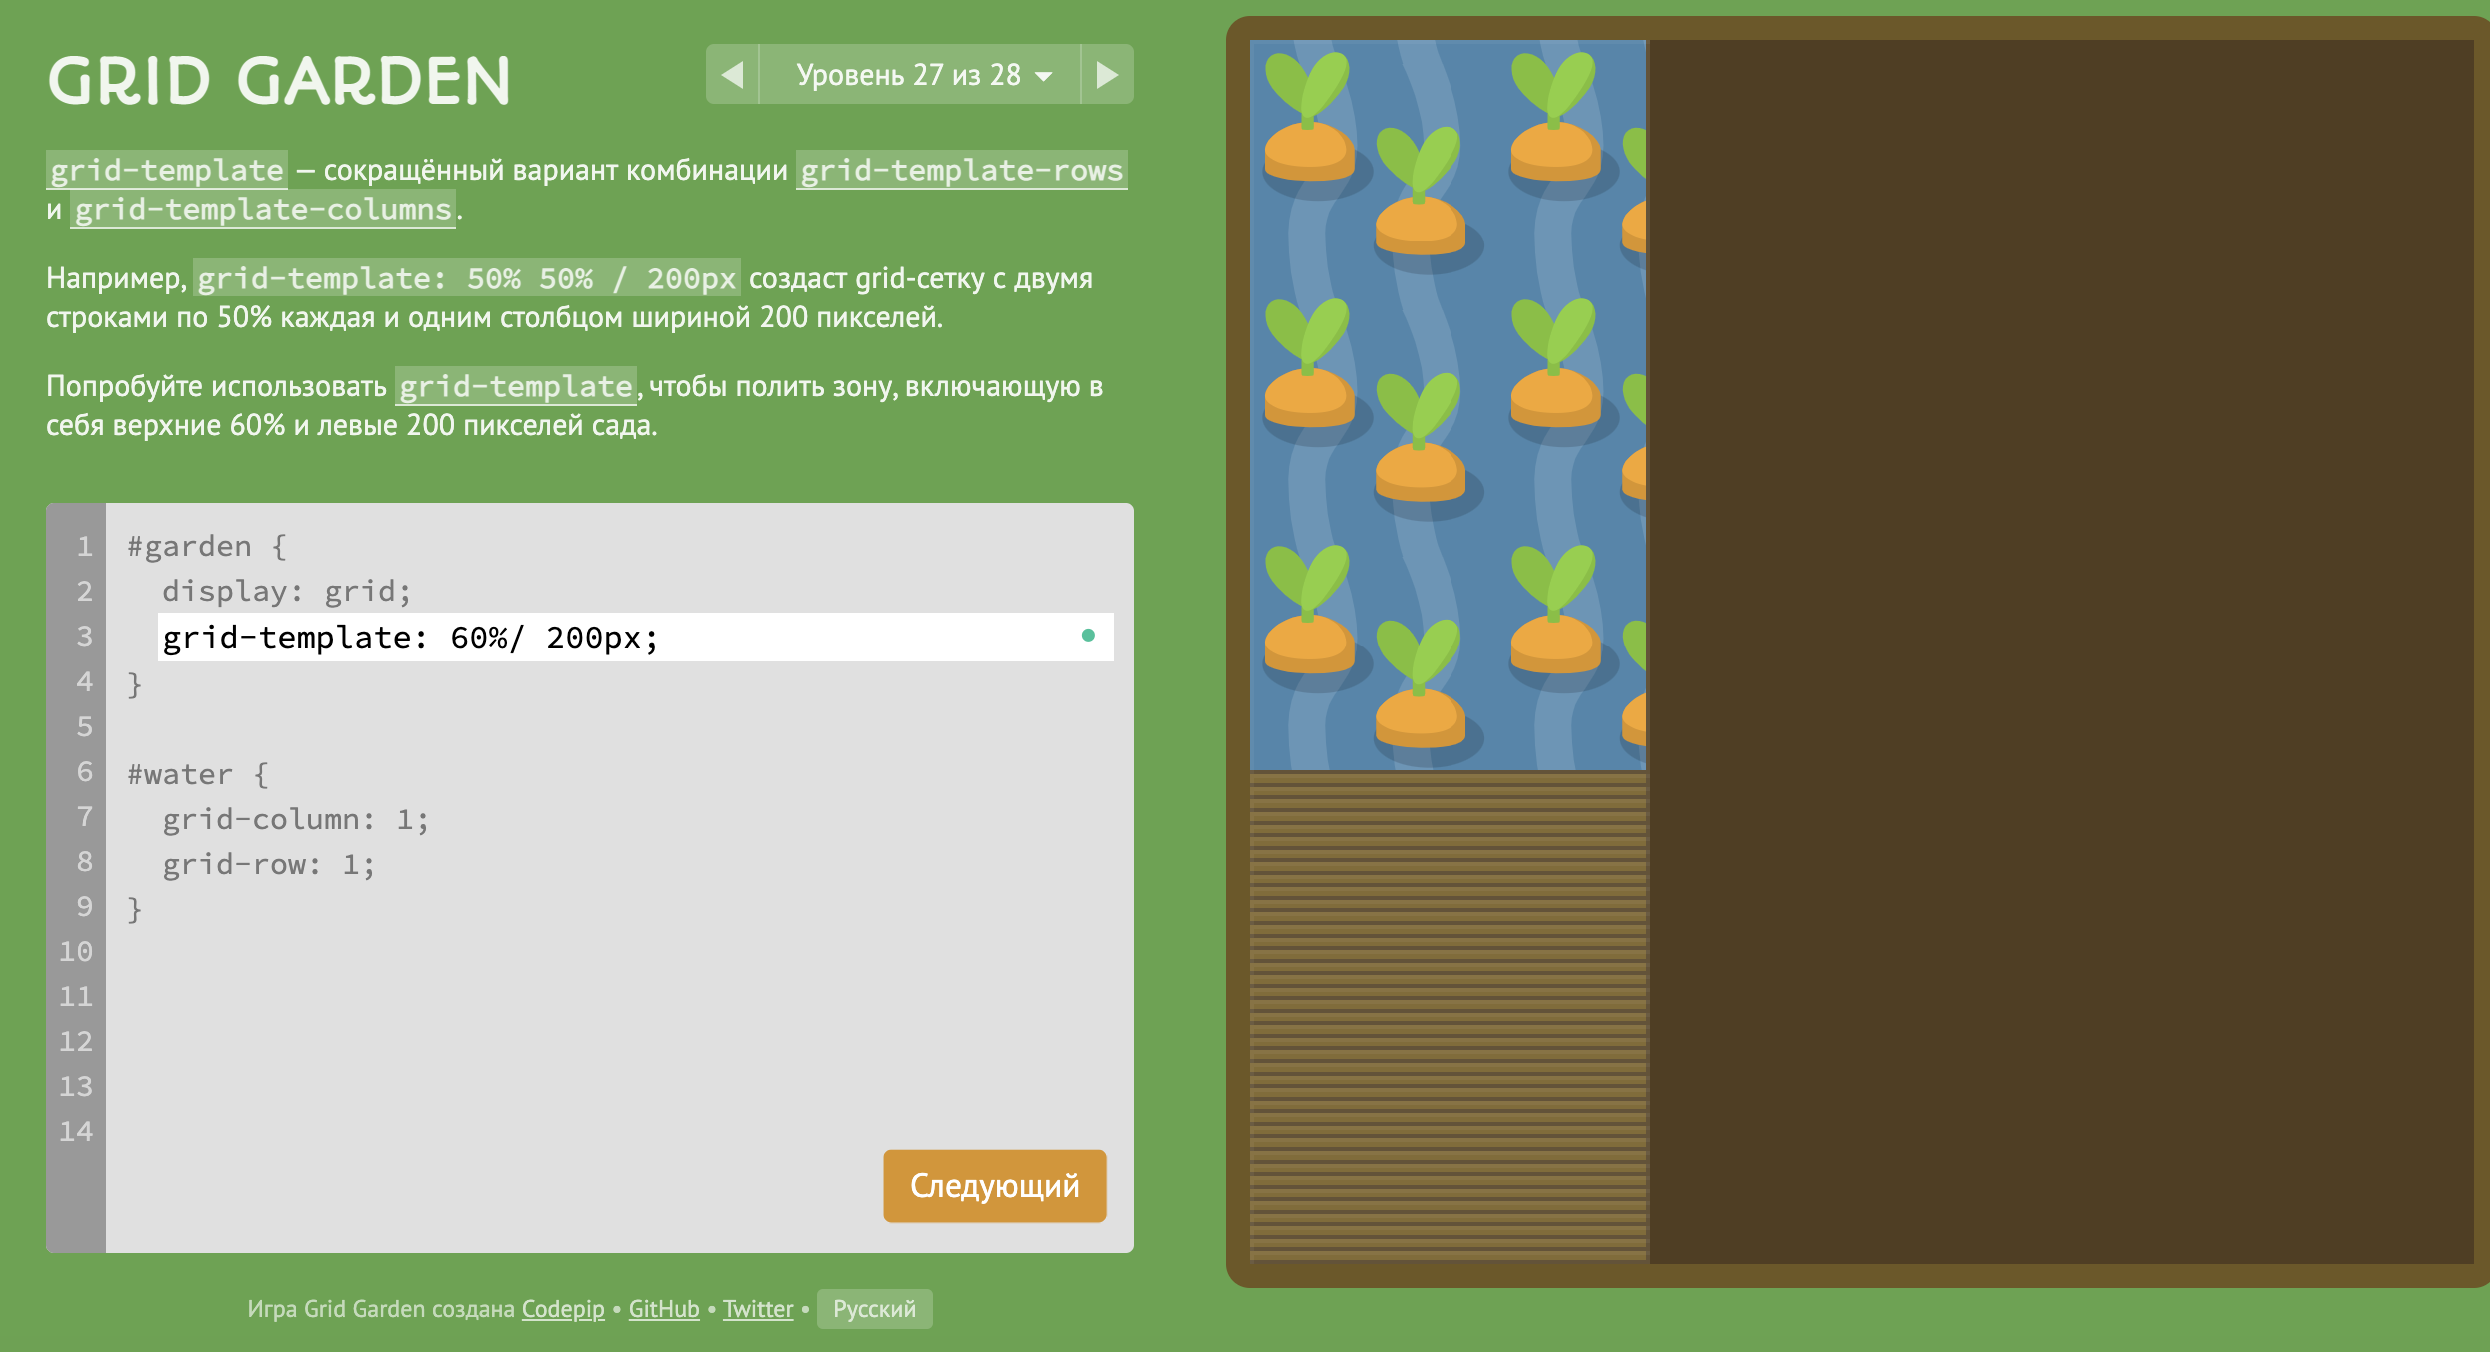 GRID GARDEN
Уровень 27 из 28
grid-template — сокращённый вариант комбинации grid-template-rows
и grid-template-columns.
Например, grid-template: 50% 50% / 200px создаст grid-сетку с двумя
строками по 50% каждая и одним столбцом шириной 200 пикселей.
Попробуйте использовать grid-template, чтобы полить зону, включающую в
себя верхние 60% и левые 200 пикселей сада.
1 #garden {
2 display: grid;
3 grid-template: 60%/ 200px;
4 }
5
6 #water {
7 grid-column: 1;
8 grid-row: 1;
9 }
10
11
12
13
14
Следующий
Игра Grid Garden создана Codepip • GitHub • Twitter • Русский